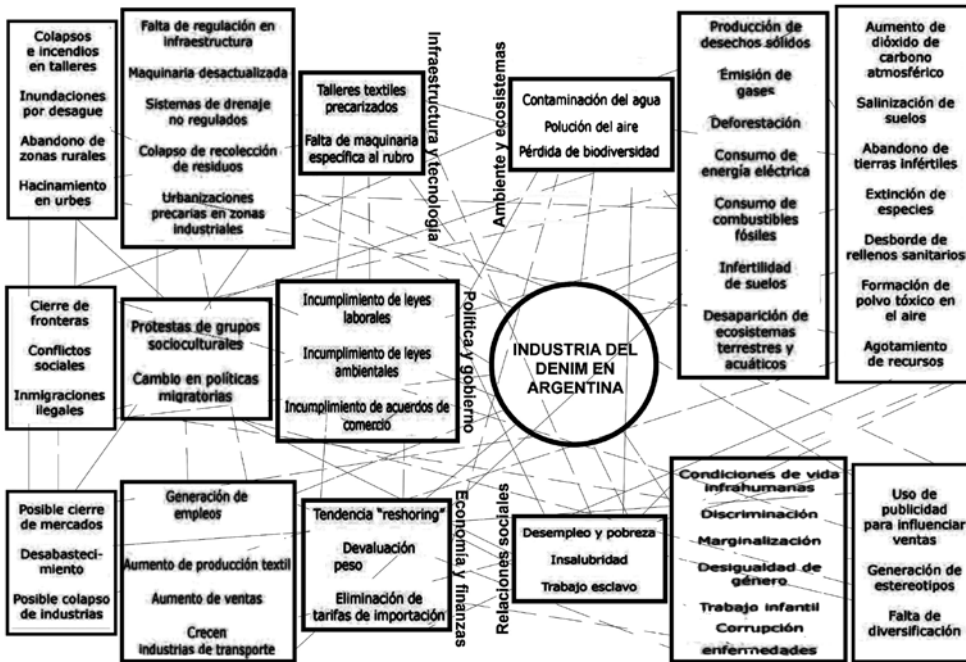 Colapsos
e incendios
en talleres
Inundaciones
por desague
Abandono de
zonas rurales
Hacinamiento
en urbes
Falta de regulación en
infraestructura
Maquinaria desactualizada
Sistemas de drenaje
no regulados
Colapso de recolección
de residuos
Urbanizaciones
precarias en zonas
industriales
Talleres textiles
precarizados
Falta de maquinaria
específica al rubro
Infraestructura y tecnología
Ambiente y ecosistemas
Contaminación del agua
Polución del aire
Pérdida de biodiversidad
Producción de
desechos sólidos
Emisión de
gases
Deforestación
Consumo de
energía eléctrica
Consumo de
combustibles
fósiles
Infertilidad
de suelos
Desaparición de
ecosistemas
terrestres y
acuáticos
Aumento de
dióxido de
carbono
atmosférico
Salinización de
suelos
Abandono de
tierras infértiles
Extinción de
especies
Desborde de
rellenos sanitarios
Formación de
polvo tóxico en
el aire
Agotamiento de
recursos
Cierre de
fronteras
Conflictos
sociales
Inmigraciones
ilegales
Protestas de grupos
socioculturales
Cambio en políticas
migratorias
Incumplimiento de leyes
laborales
Incumplimiento de leyes
ambientales
Incumplimiento de acuerdos de
comercio
Política y gobierno
INDUSTRIA DEL
DENIM EN
ARGENTINA
Posible cierre
de mercados
Desabasteci-
miento
Posible colapso
de industrias
Generación de
empleos
Aumento de producción textil
Aumento de ventas
Crecen
industrias de transporte
Tendencia "reshoring"
Devaluación
peso
Eliminación de
tarifas de importación
Economía y finanzas
Relaciones sociales
Desempleo y pobreza
Insalubridad
Trabajo esclavo
Condiciones de vida
infrahumanas
Discriminación
Marginalización
Desigualdad de
género
Trabajo infantil
Corrupción
enfermedades
Uso de
publicidad
para influenciar
ventas
Generación de
estereotipos
Falta de
diversificación